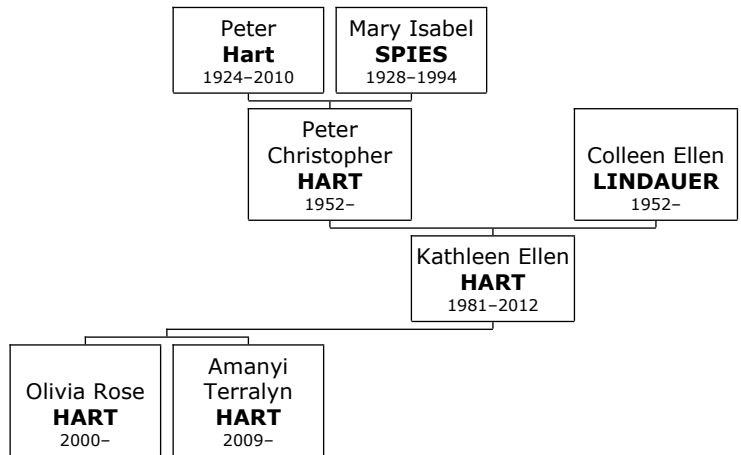 Peter
Hart
1924–2010
Mary Isabel
SPIES
1928–1994
Peter
Christopher
HART
1952–
Colleen Ellen
LINDAUER
1952–
Kathleen Ellen
HART
1981–2012
Olivia Rose
HART
2000–
Amanyi
Terralyn
HART
2009–